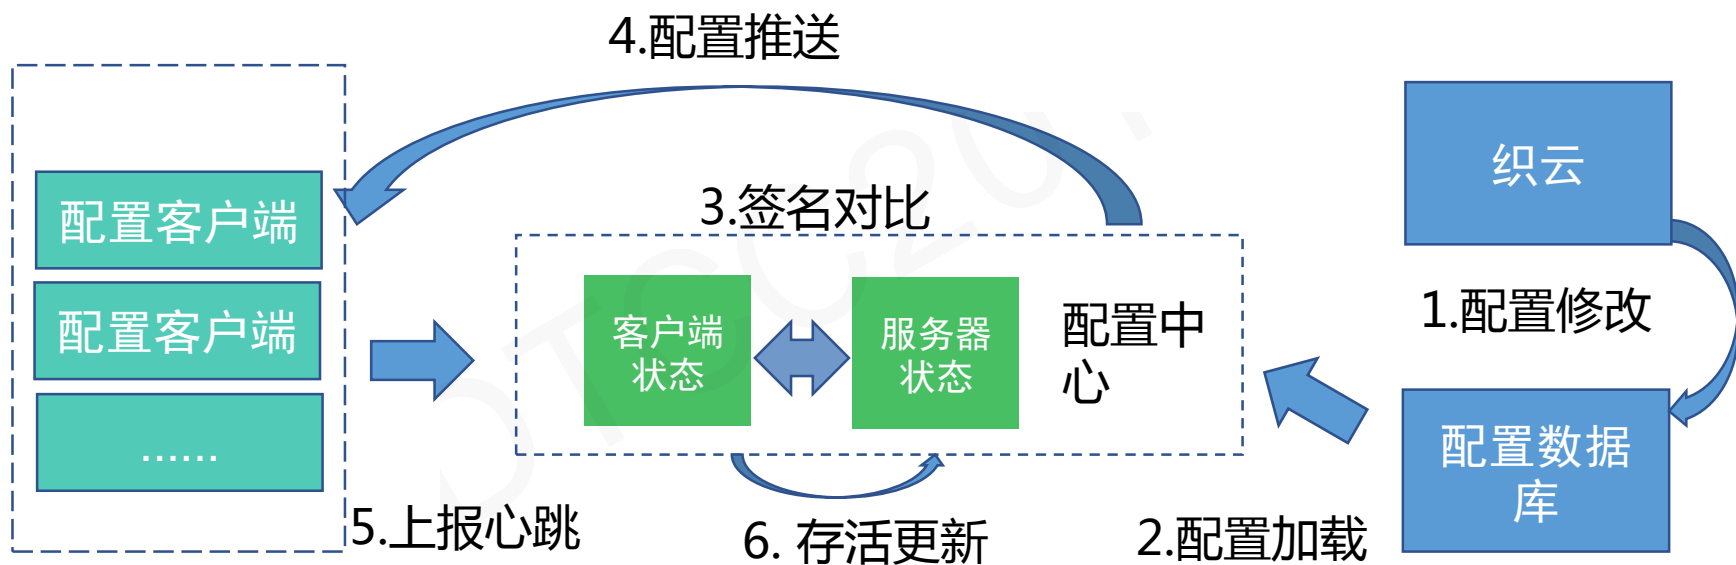 4.配置推送
织云
配置客户端
3.签名对比
配置客户端
客户端
状态
服务器
状态
配置中
心
1.配置修改
......
配置数据
库
5.上报心跳
6. 存活更新
2.配置加载